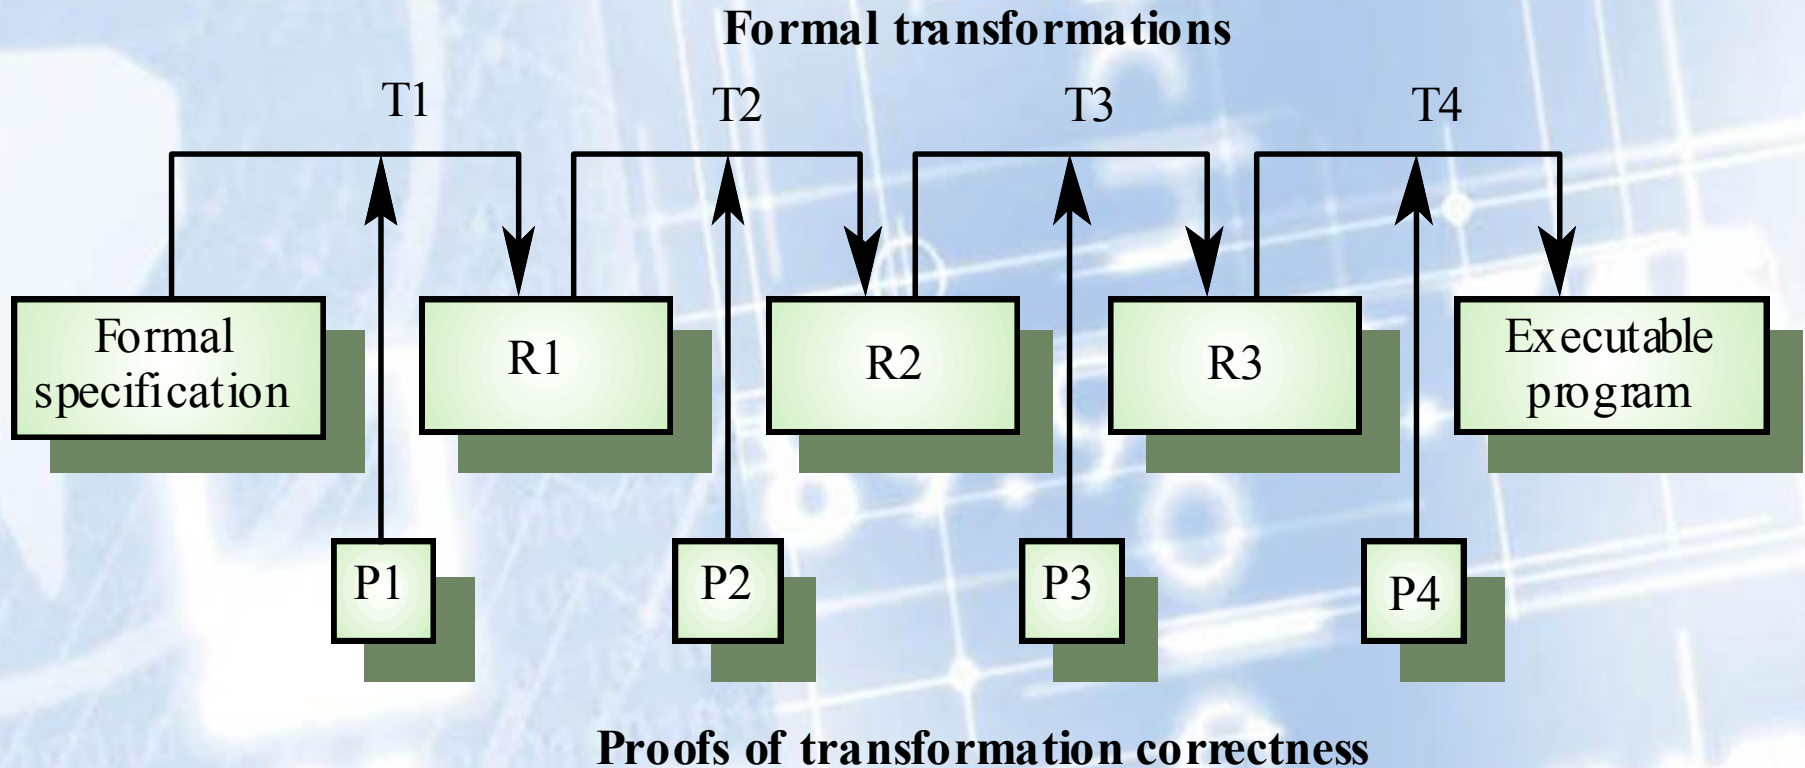 Formal transformations
T1 T2 T3 T4
Formal
specification
R1
R2
R3
Executable
program
P1
P2
P3
P4
Proofs of transformation correctness